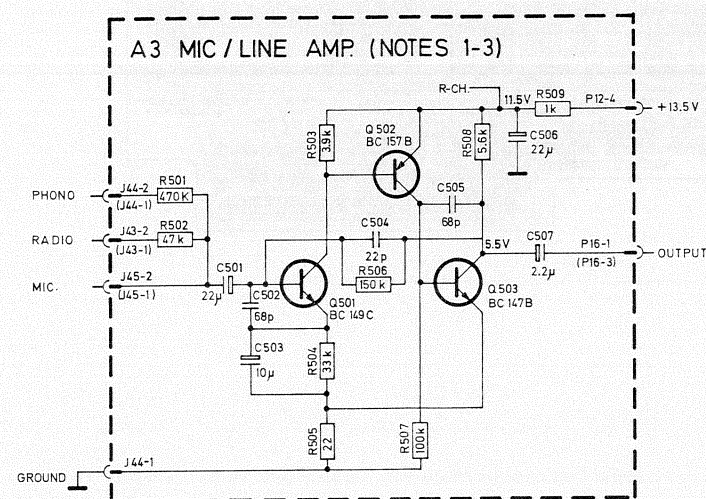 A3 MIC / LINE AMP. (NOTES 1-3)
R-CH.
11.5V
R509
1k
P12-4
+13.5V
R503
3.9k
Q502
BC 157B
R508
5.6k
C506
22µ
PHONO
J44-2
(J44-1)
R501
470K
C505
68p
RADIO
J43-2
(J43-1)
R502
47k
C504
22p
5.5V
C507
2.2µ
P16-1
(P16-3)
OUTPUT
MIC.
J45-2
(J45-1)
C501
22µ
C502
68p
R506
150k
Q501
BC 149C
Q503
BC 147B
C503
10µ
R504
33k
R505
22
R507
100k
GROUND
J44-1